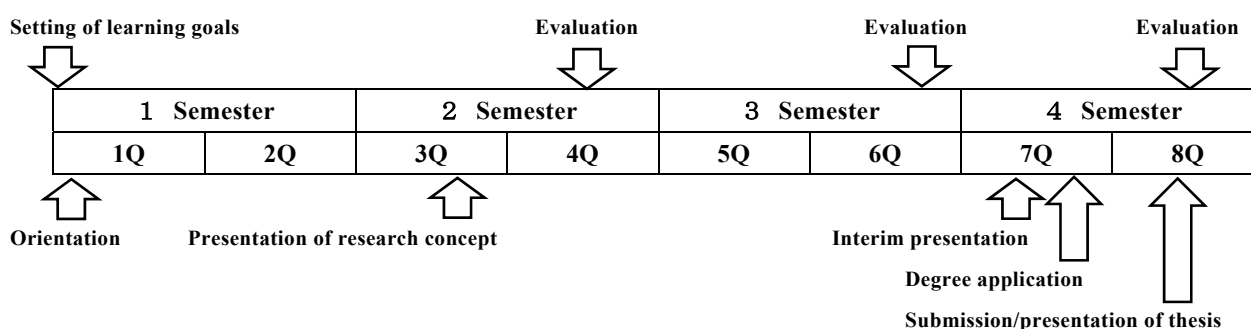 Setting of learning goals Evaluation Evaluation Evaluation
１ Semester ２ Semester ３ Semester ４ Semester
1Q 2Q 3Q 4Q 5Q 6Q 7Q 8Q
Orientation Presentation of research concept Interim presentation
Degree application
Submission/presentation of thesis